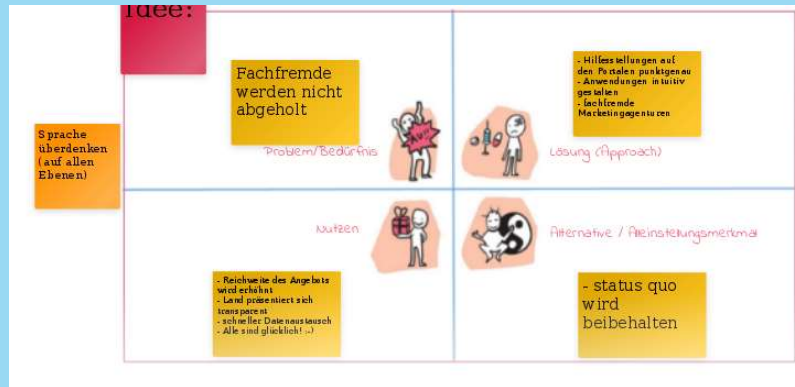 Idee:
Fachfremde
werden nicht
abgeholt
Problem/Bedürfnis
- Hilfesstellungen auf
den Portalen punktgenau
- Anwendungen intuitiv
gestalten
- fachfremde
Marketingagenturen
AU!!!
Lösung (Approach)
Sprache
überdenken
(auf allen
Ebenen)
Nutzen
- Reichweite des Angebots
wird erhöht
- Land präsentiert sich
transparent
- schneller Datenaustausch
- Alle sind glücklich! :-)
Alternative / Alleinstellungsmerkmal
- status quo
wird
beibehalten